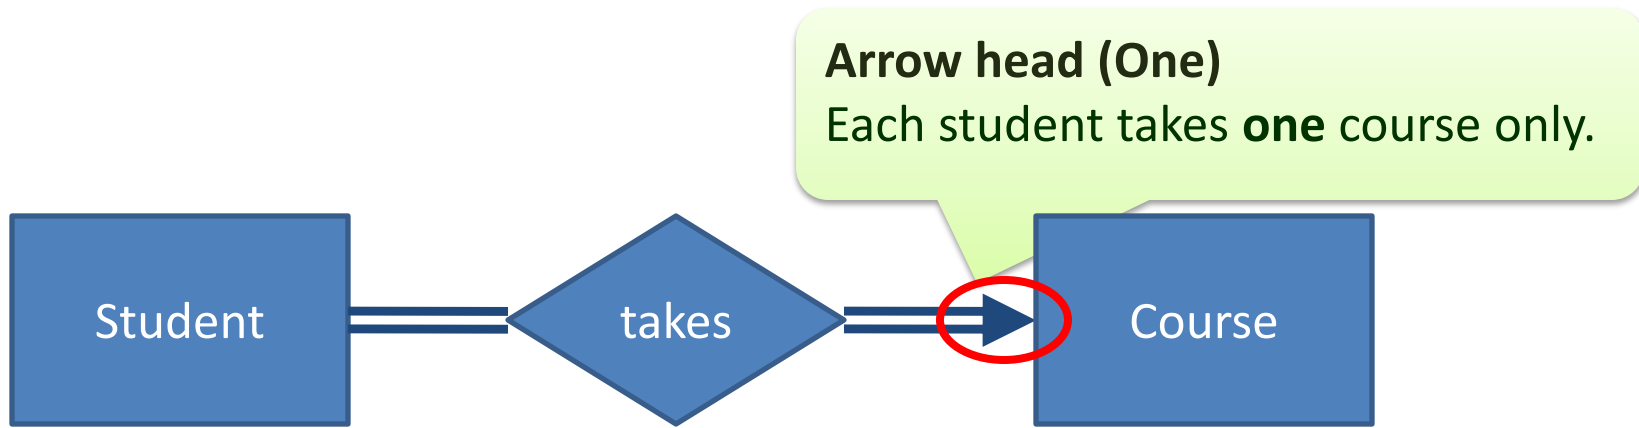 Arrow head (One)
Each student takes one course only.
Student
takes
Course